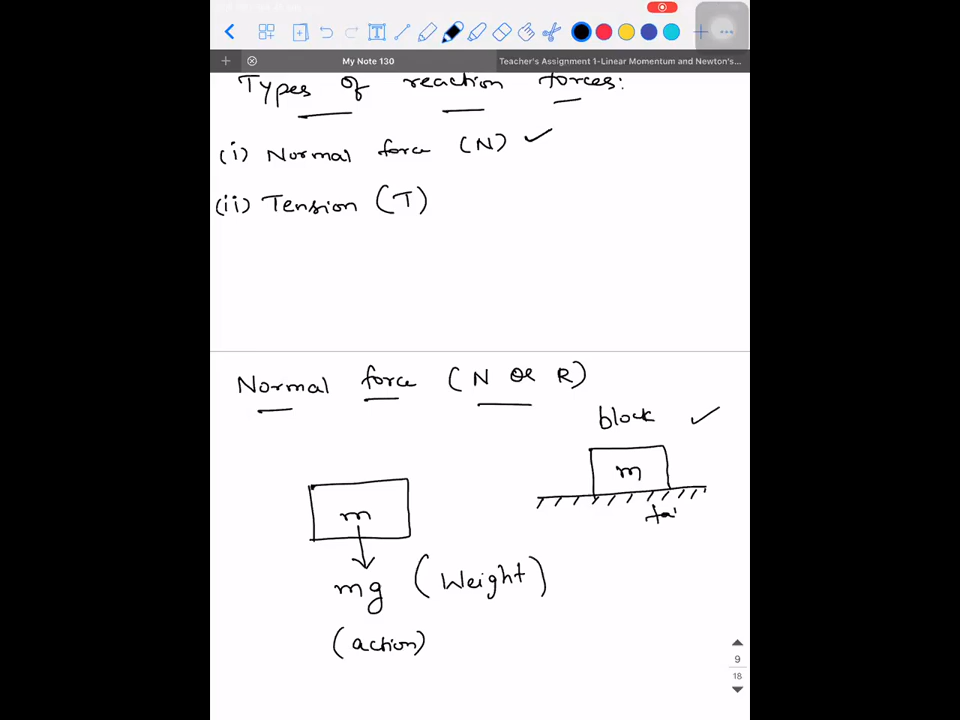 My Note 130
Teacher's Assignment 1-Linear Momentum and Newton's...
Types of reaction forces:
(i) Normal force (N) ✓
(ii) Tension (T)
Normal force (N or R)
block ✓
m
m
mg (Weight)
(action)
9
18